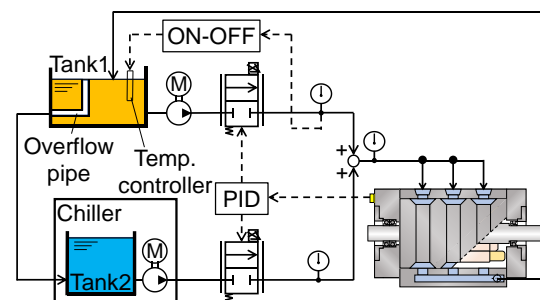 ON-OFF
Tank1
M
Overflow
pipe
Temp.
controller
+
+
PID
Chiller
M
Tank2